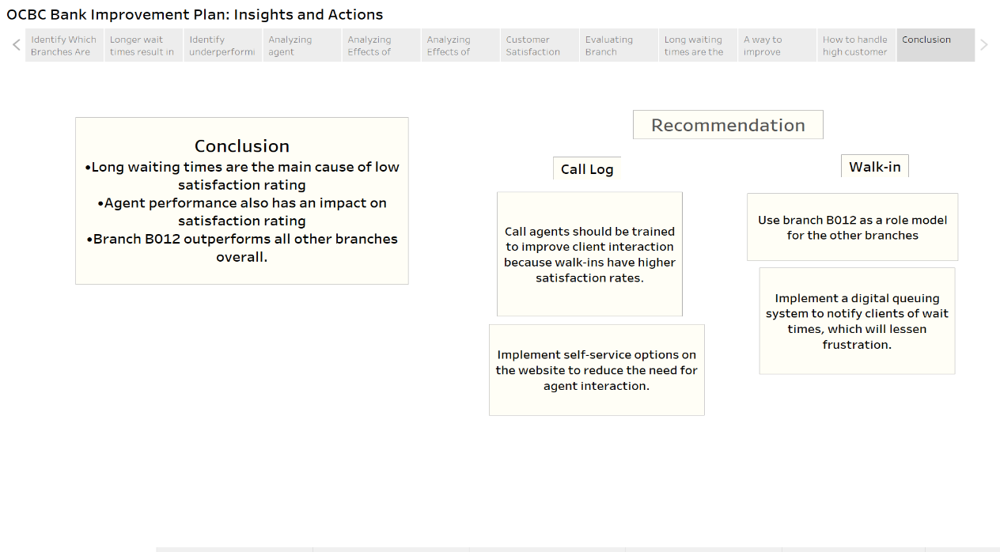 OCBC Bank Improvement Plan: Insights and Actions
Identify Which
Branches Are
Longer wait
times result in
Identify
underperformi
Analyzing
agent
Analyzing
Effects of
Analyzing
Effects of
Customer
Satisfaction
Evaluating
Branch
Long waiting
times are the
A way to
improve
How to handle
high customer
Conclusion
Conclusion
•Long waiting times are the main cause of low
satisfaction rating
•Agent performance also has an impact on
satisfaction rating
•Branch B012 outperforms all other branches
overall.
Recommendation
Call Log
Call agents should be trained
to improve client interaction
because walk-ins have higher
satisfaction rates.
Implement self-service options on
the website to reduce the need for
agent interaction.
Walk-in
Use branch B012 as a role model
for the other branches
Implement a digital queuing
system to notify clients of wait
times, which will lessen
frustration.